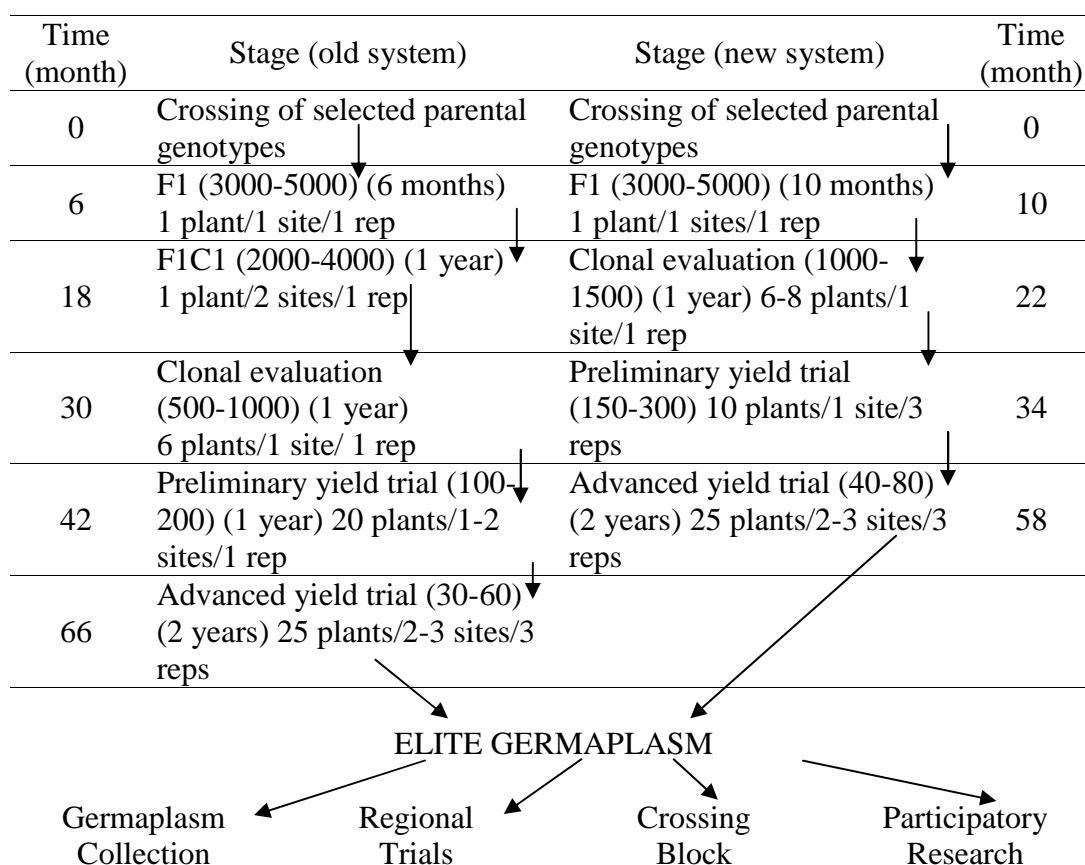 Time (month) Stage (old system) Stage (new system) Time (month)
0 Crossing of selected parental genotypes Crossing of selected parental genotypes 0
6 F1 (3000-5000) (6 months) F1 (3000-5000) (10 months) 10
1 plant/1 site/1 rep 1 plant/1 sites/1 rep
18 F1C1 (2000-4000) (1 year) Clonal evaluation (1000- 22
1 plant/2 sites/1 rep 1500) (1 year) 6-8 plants/1
site/1 rep
30 Clonal evaluation Preliminary yield trial 34
(500-1000) (1 year) (150-300) 10 plants/1 site/3
6 plants/1 site/ 1 rep reps
42 Preliminary yield trial (100- Advanced yield trial (40-80) 58
200) (1 year) 20 plants/1-2 (2 years) 25 plants/2-3 sites/3
sites/1 rep reps
66 Advanced yield trial (30-60)
(2 years) 25 plants/2-3 sites/3
reps
ELITE GERMAPLASM
Germaplasm Regional Crossing Participatory
Collection Trials Block Research